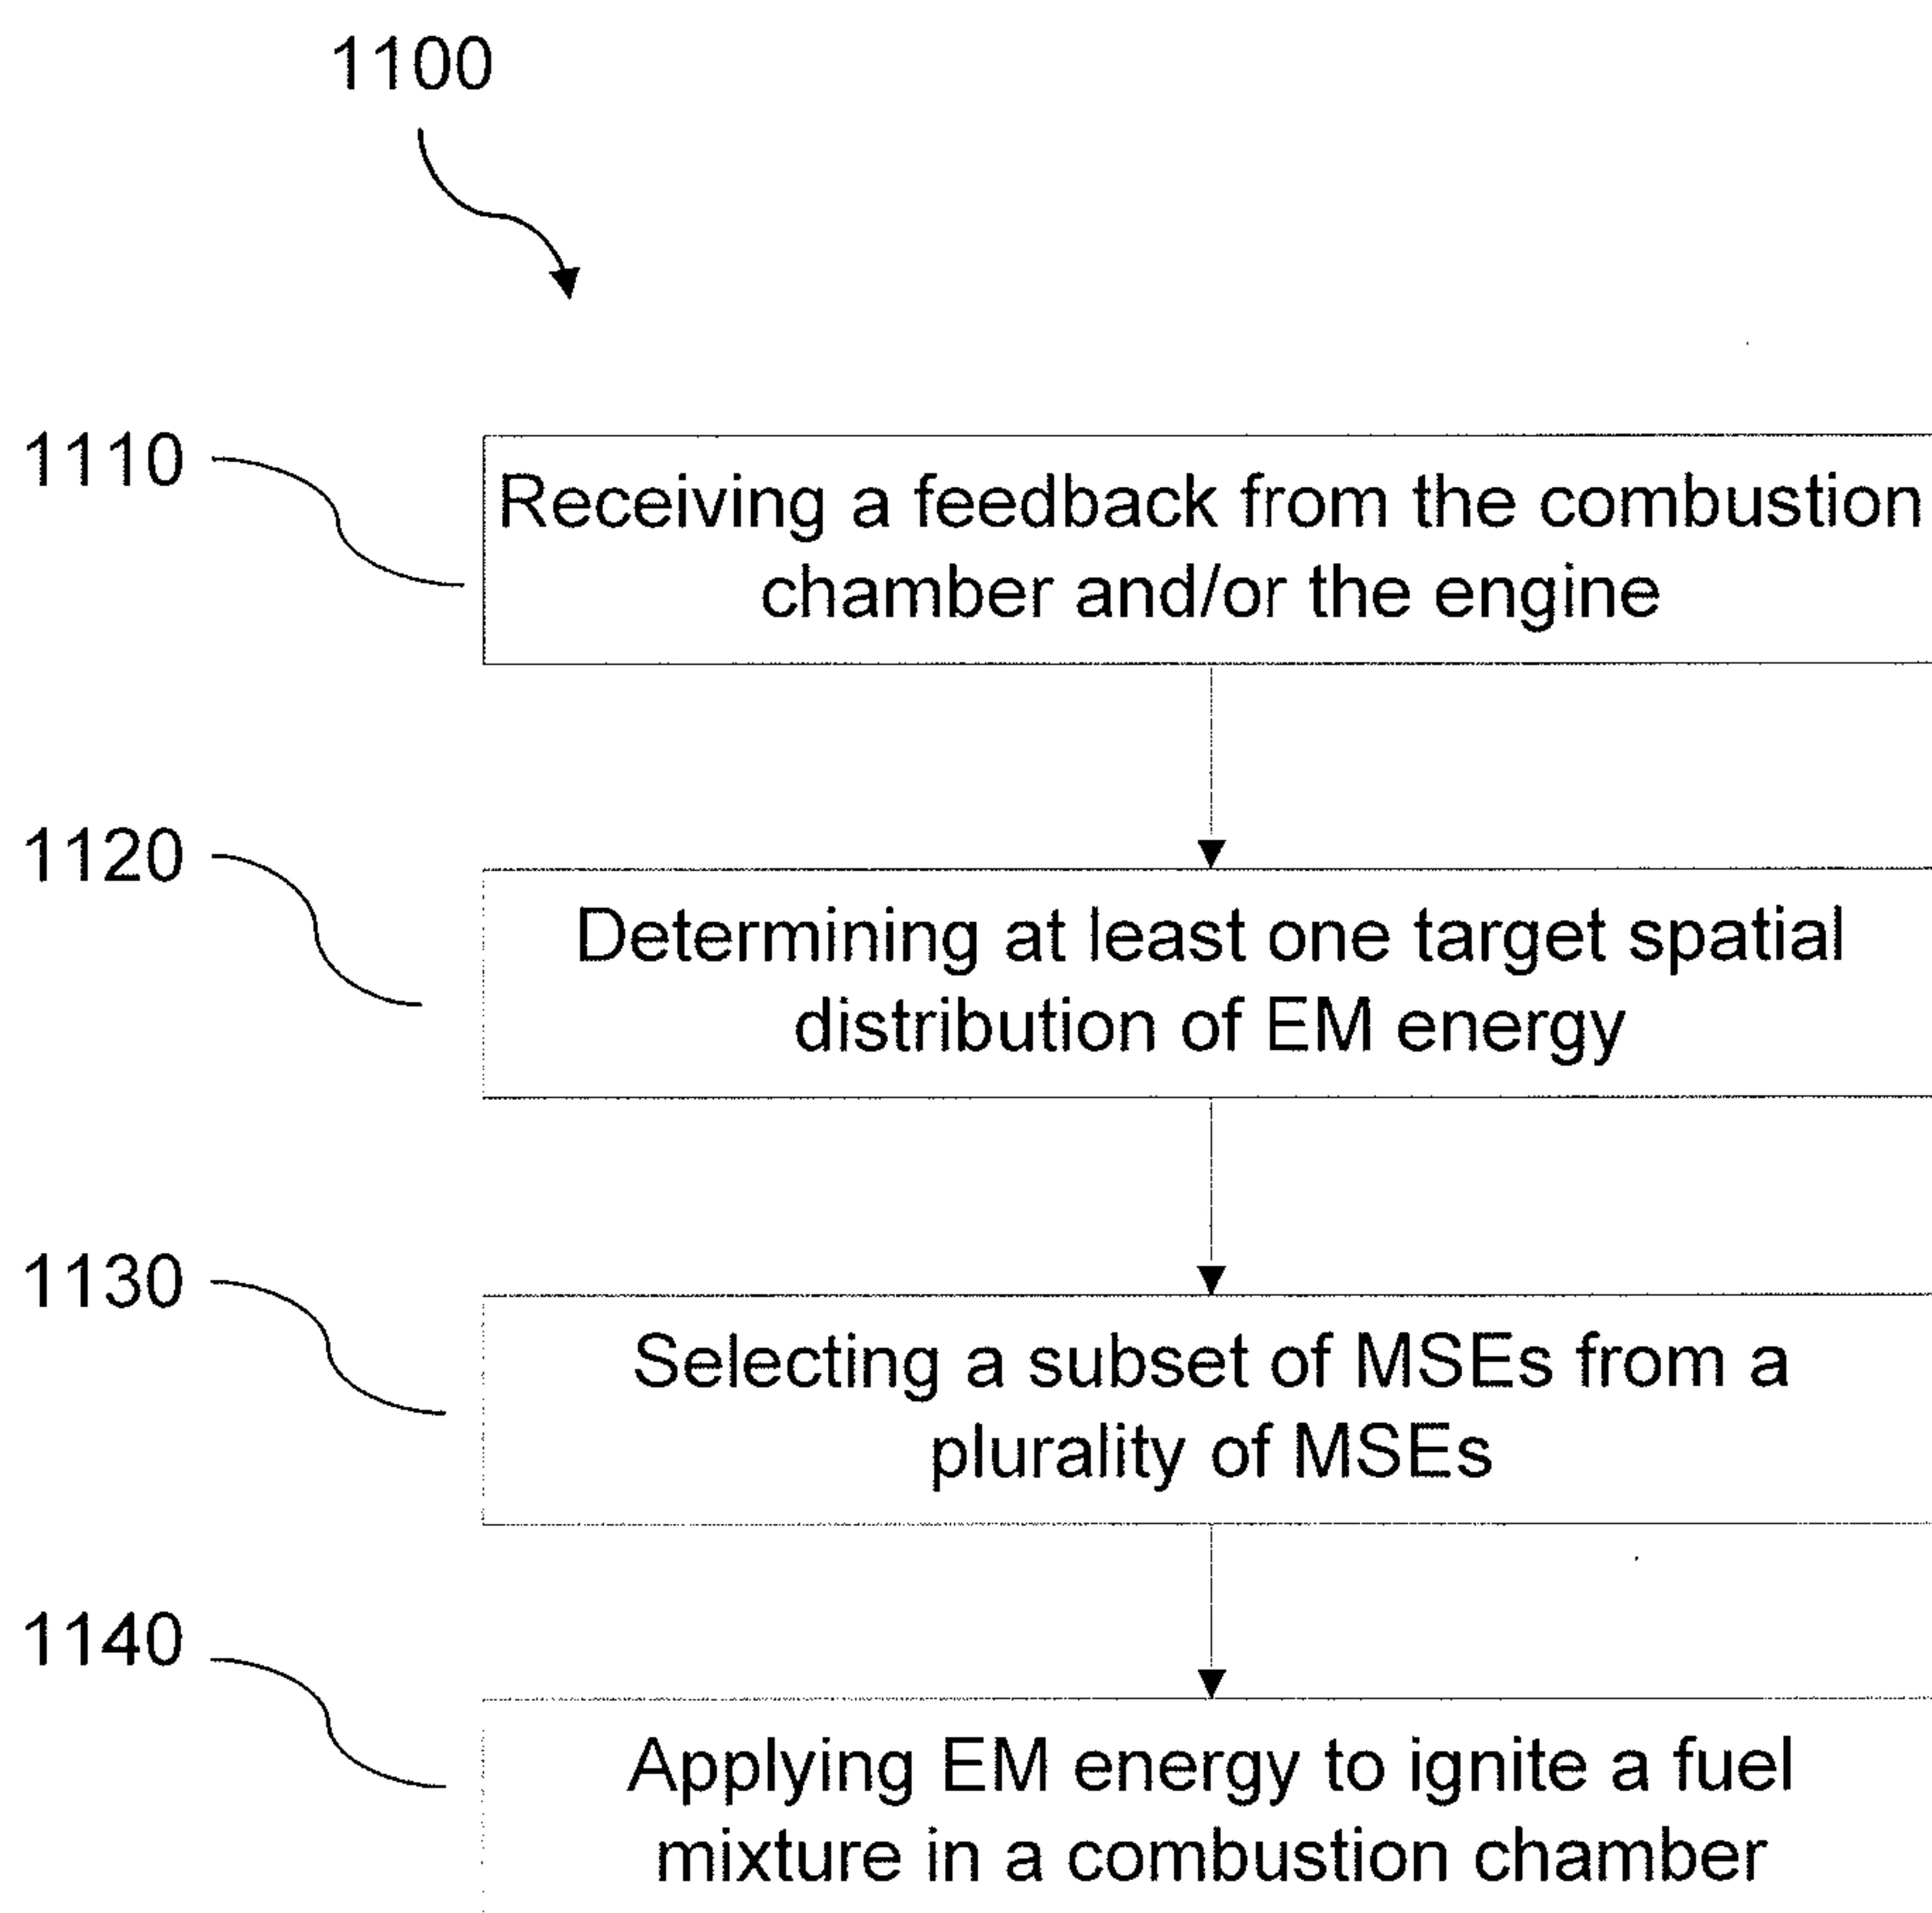 1100
1110
Receiving a feedback from the combustion
chamber and/or the engine
1120
Determining at least one target spatial
distribution of EM energy
1130
Selecting a subset of MSEs from a
plurality of MSEs
1140
Applying EM energy to ignite a fuel
mixture in a combustion chamber